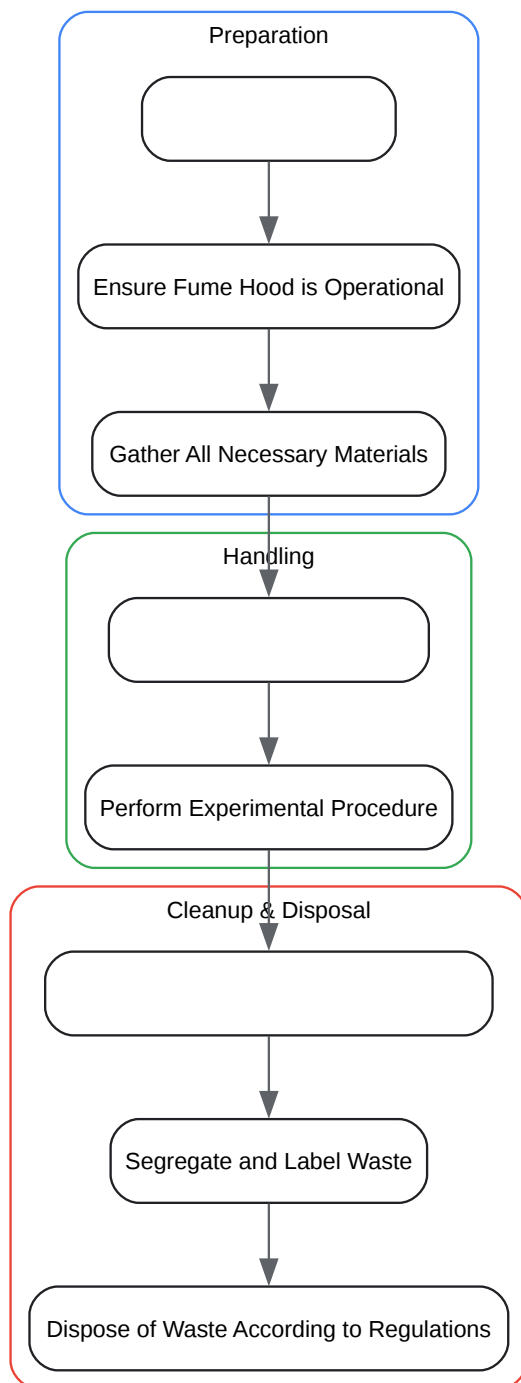 Preparation
Ensure Fume Hood is Operational
Gather All Necessary Materials
Handling
Perform Experimental Procedure
Cleanup & Disposal
Segregate and Label Waste
Dispose of Waste According to Regulations